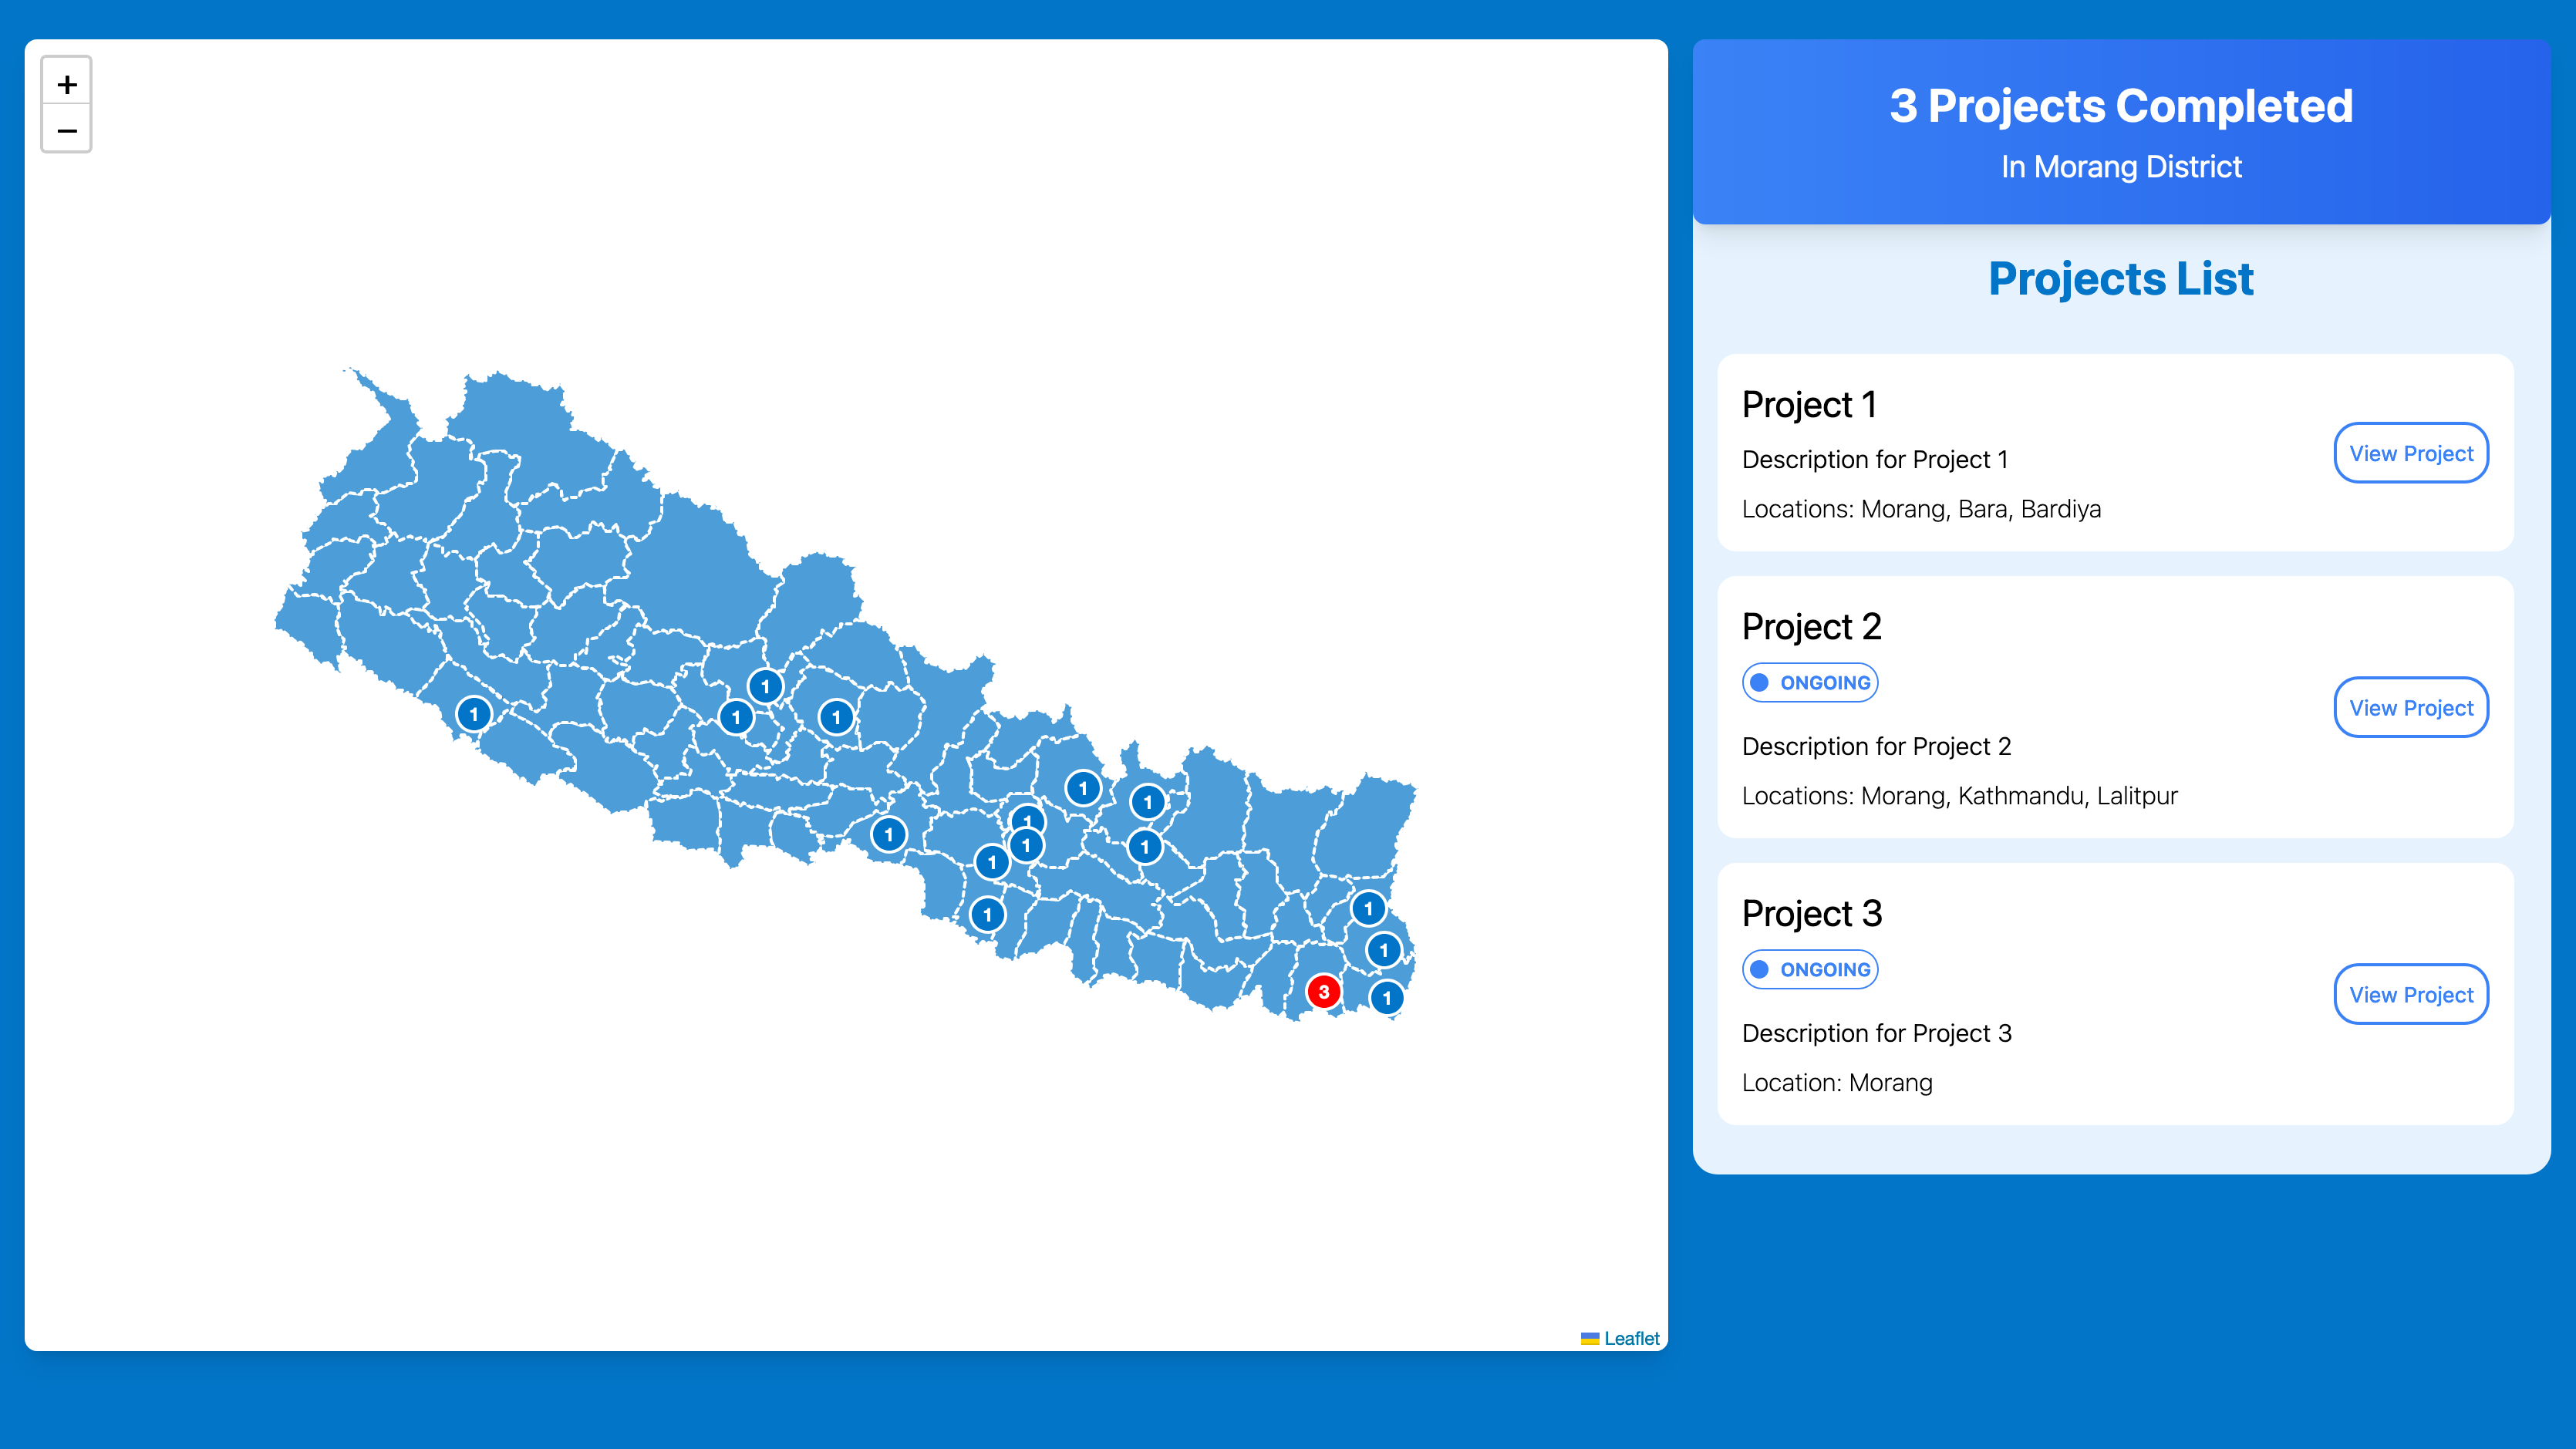 +
−
1
1
1
1
1
1
1
1
1
1
1
1
1
1
3
1
Leaflet
3 Projects Completed
In Morang District
Projects List
Project 1
Description for Project 1
Locations: Morang, Bara, Bardiya
View Project
Project 2
ONGOING
Description for Project 2
Locations: Morang, Kathmandu, Lalitpur
View Project
Project 3
ONGOING
Description for Project 3
Location: Morang
View Project